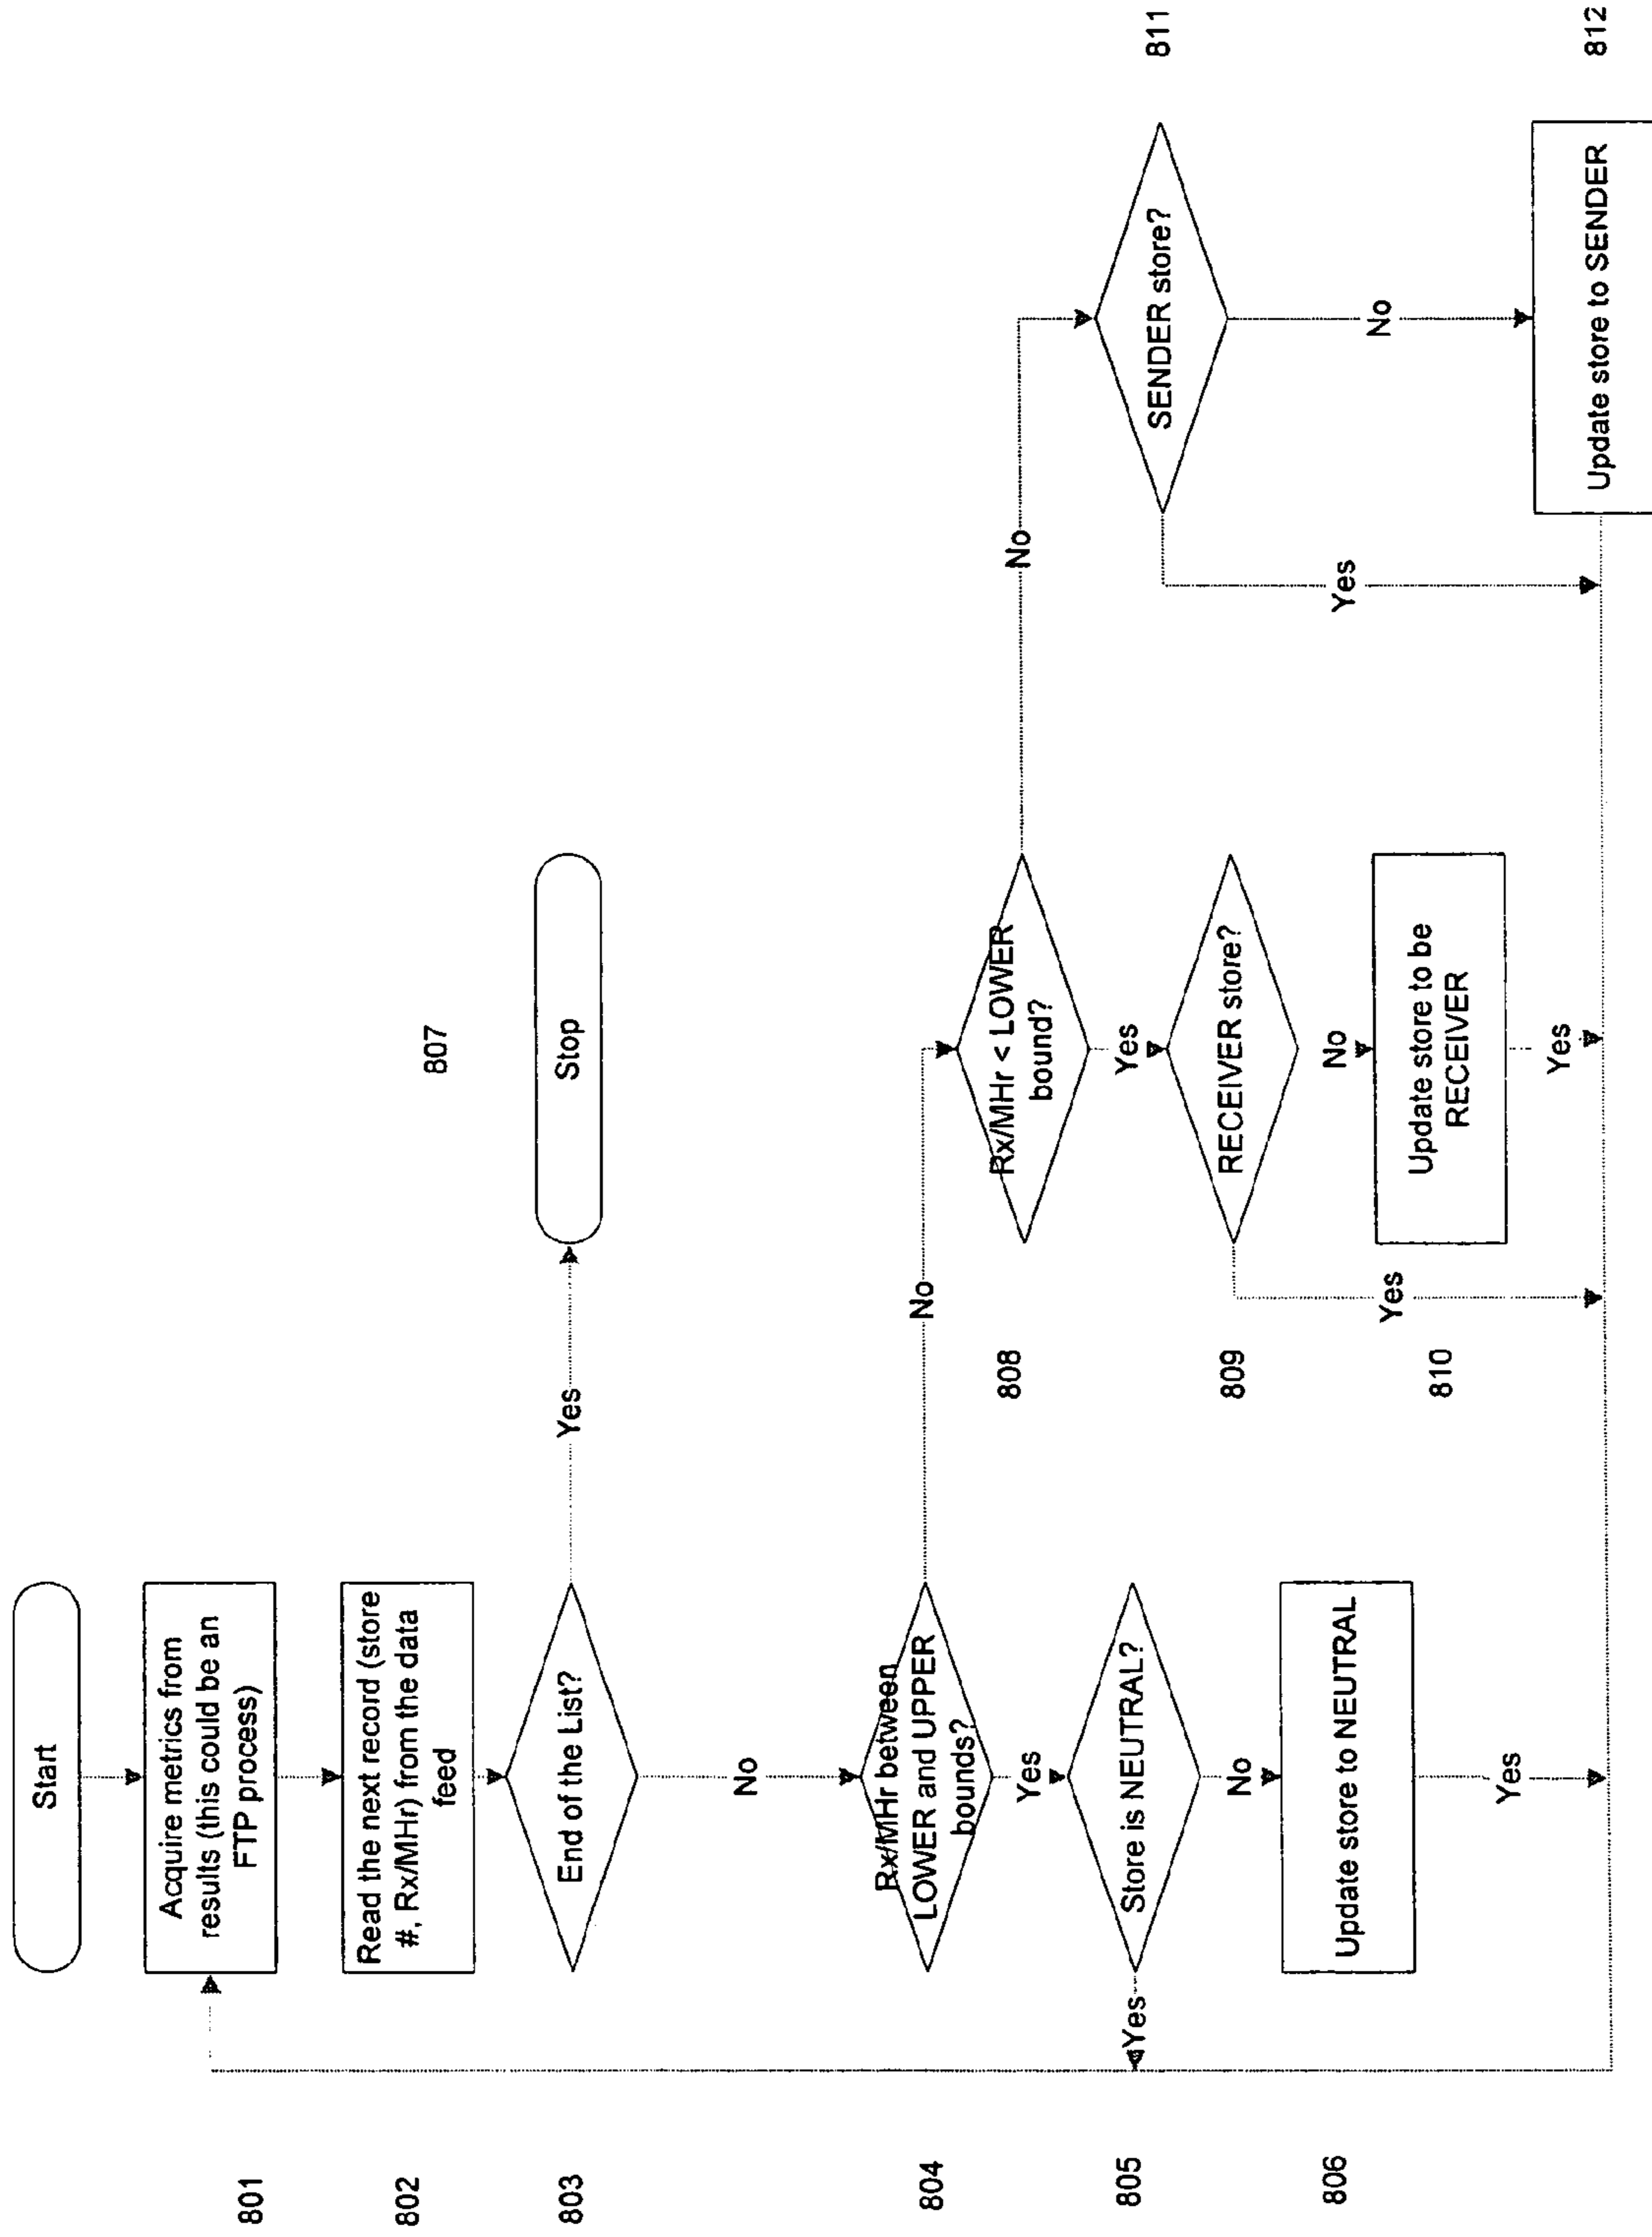 Start
801
Acquire metrics from
results (this could be an
FTP process)
802
Read the next record (store
#, Rx/MHr) from the data
feed
803
End of the List?
Yes
807
Stop
No
804
Rx/MHr between
LOWER and UPPER
bounds?
No
Yes
805
Store is NEUTRAL?
Yes
No
806
Update store to NEUTRAL
Yes
808
Rx/MHr < LOWER
bound?
No
Yes
809
RECEIVER store?
Yes
No
810
Update store to be
RECEIVER
Yes
811
SENDER store?
Yes
No
812
Update store to SENDER